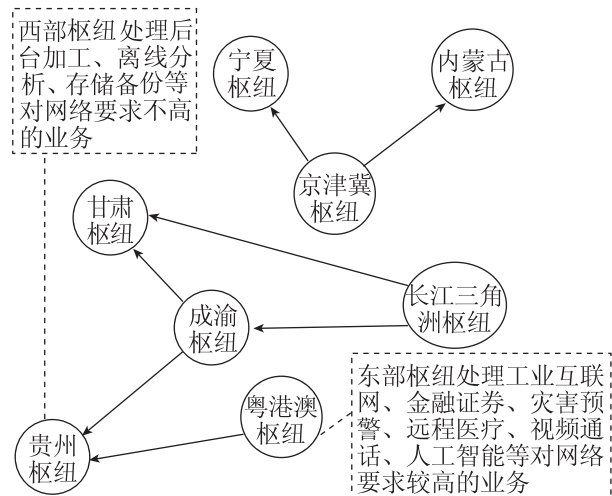 西部枢纽处理后
台加工、离线分
析、存储备份等
对网络要求不高
的业务
宁夏
枢纽
内蒙古
枢纽
京津冀
枢纽
甘肃
枢纽
长江三角
洲枢纽
成渝
枢纽
粤港澳
枢纽
东部枢纽处理工业互联
网、金融证券、灾害预
警、远程医疗、视频通
话、人工智能等对网络
要求较高的业务
贵州
枢纽